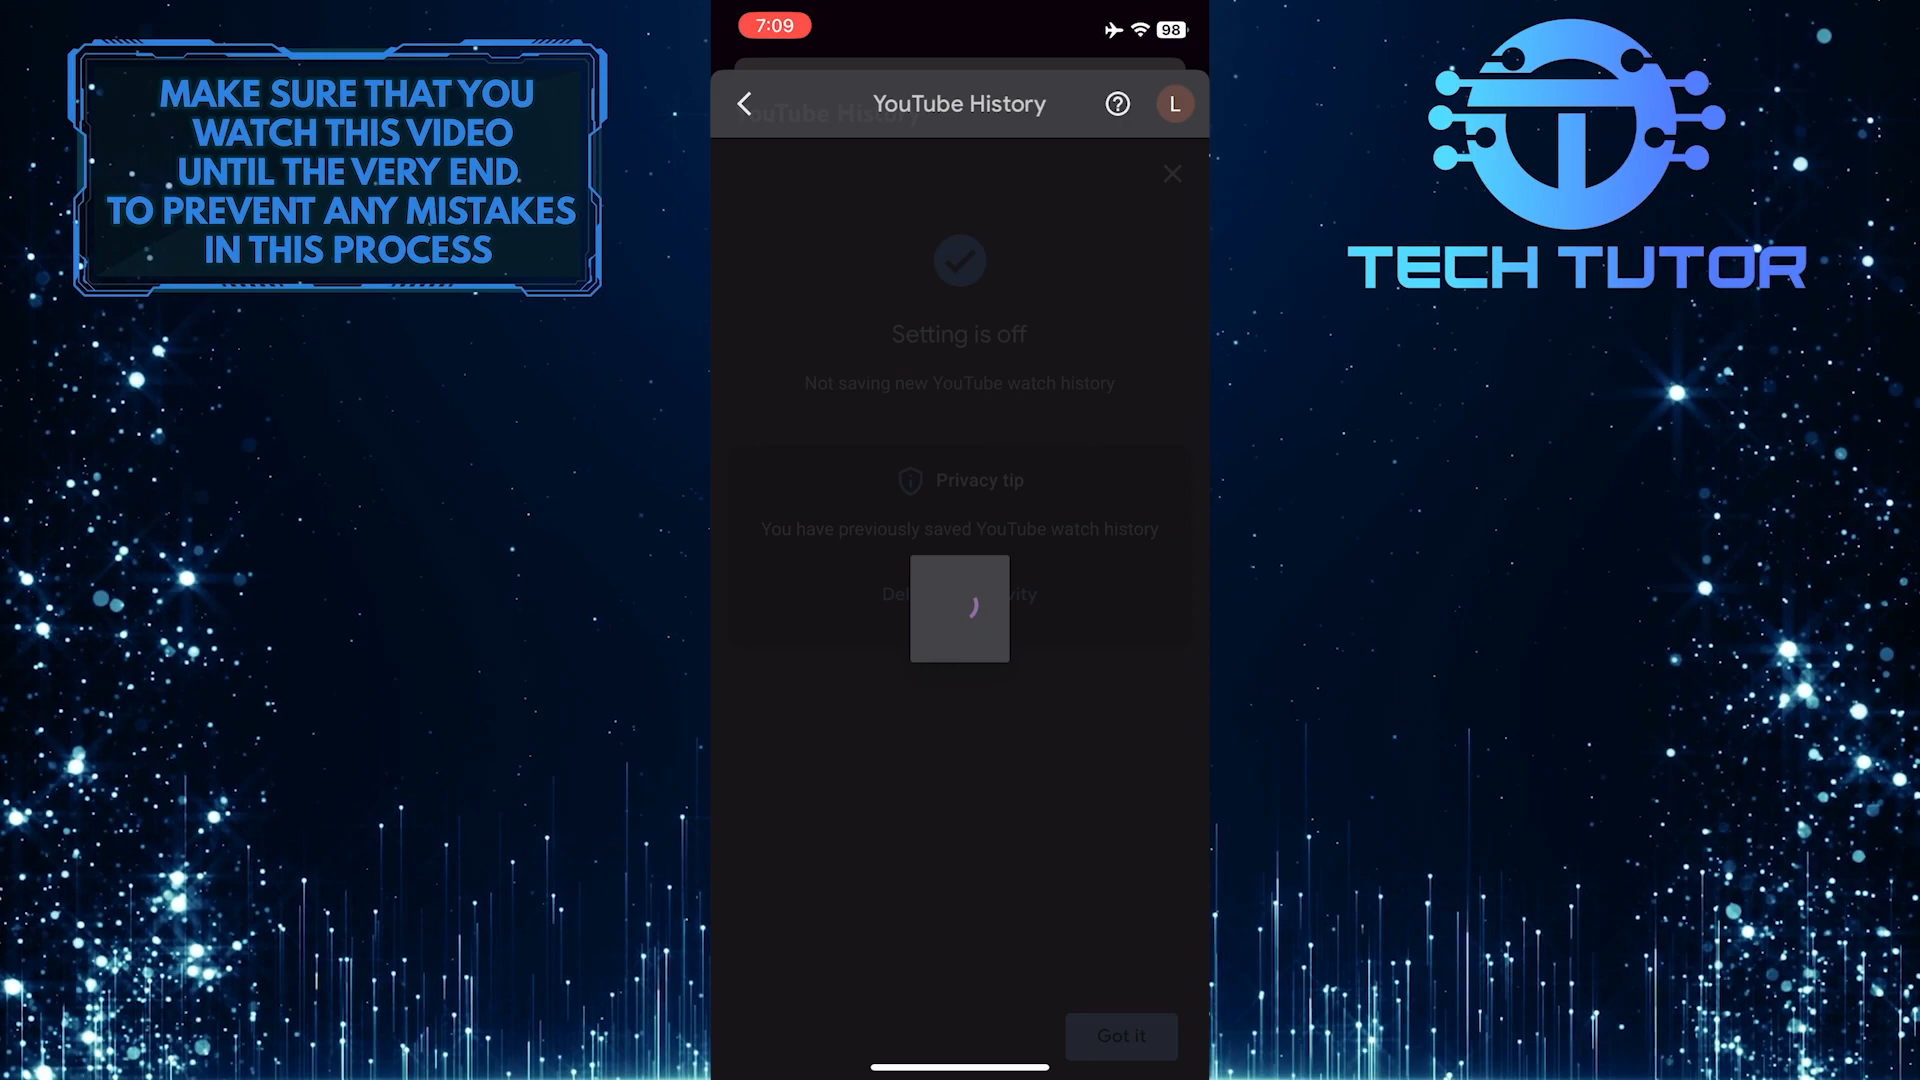 MAKE SURE THAT YOU
WATCH THIS VIDEO
UNTIL THE VERY END
TO PREVENT ANY MISTAKES
IN THIS PROCESS
7:09
98
YouTube History
YouTube History
L
Setting is off
Not saving new YouTube watch history
Privacy tip
You have previously saved YouTube watch history
Got it
TECH TUTOR